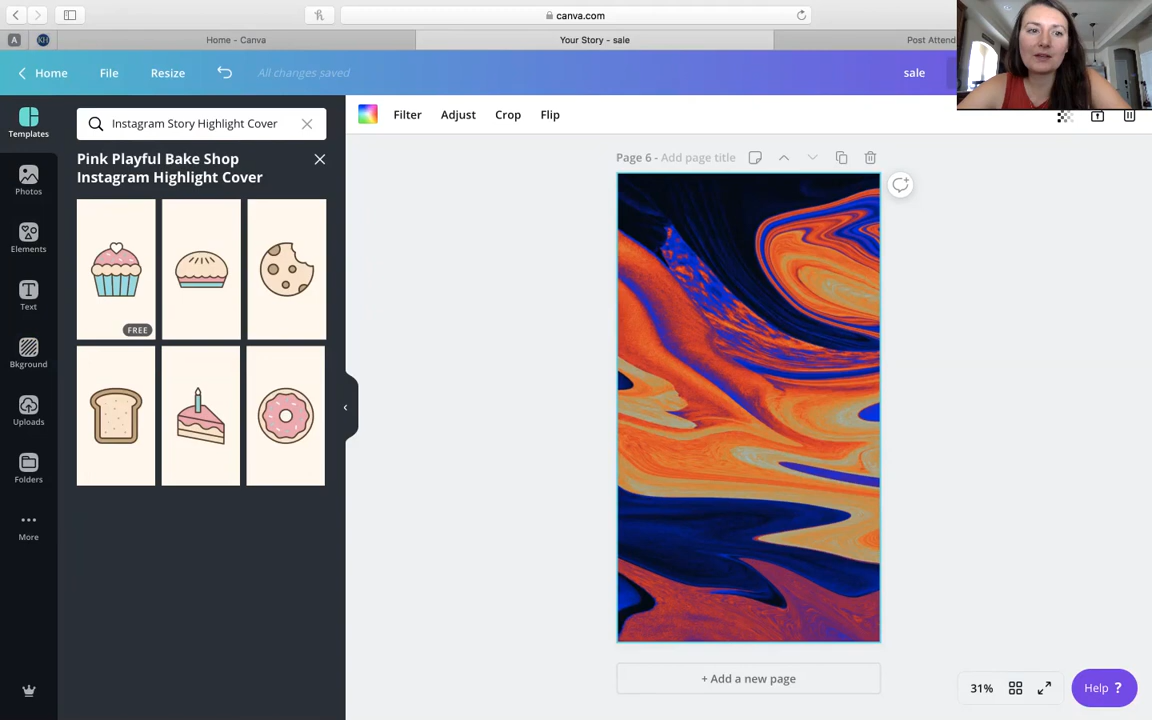 canva.com
A
KH
Home - Canva
Your Story - sale
Post Attend
Home
File
Resize
All changes saved
sale
Templates
Instagram Story Highlight Cover
Filter
Adjust
Crop
Flip
Pink Playful Bake Shop
Instagram Highlight Cover
Page 6 - Add page title
Photos
Elements
FREE
Text
Bkground
Uploads
Folders
More
+ Add a new page
31%
Help ?